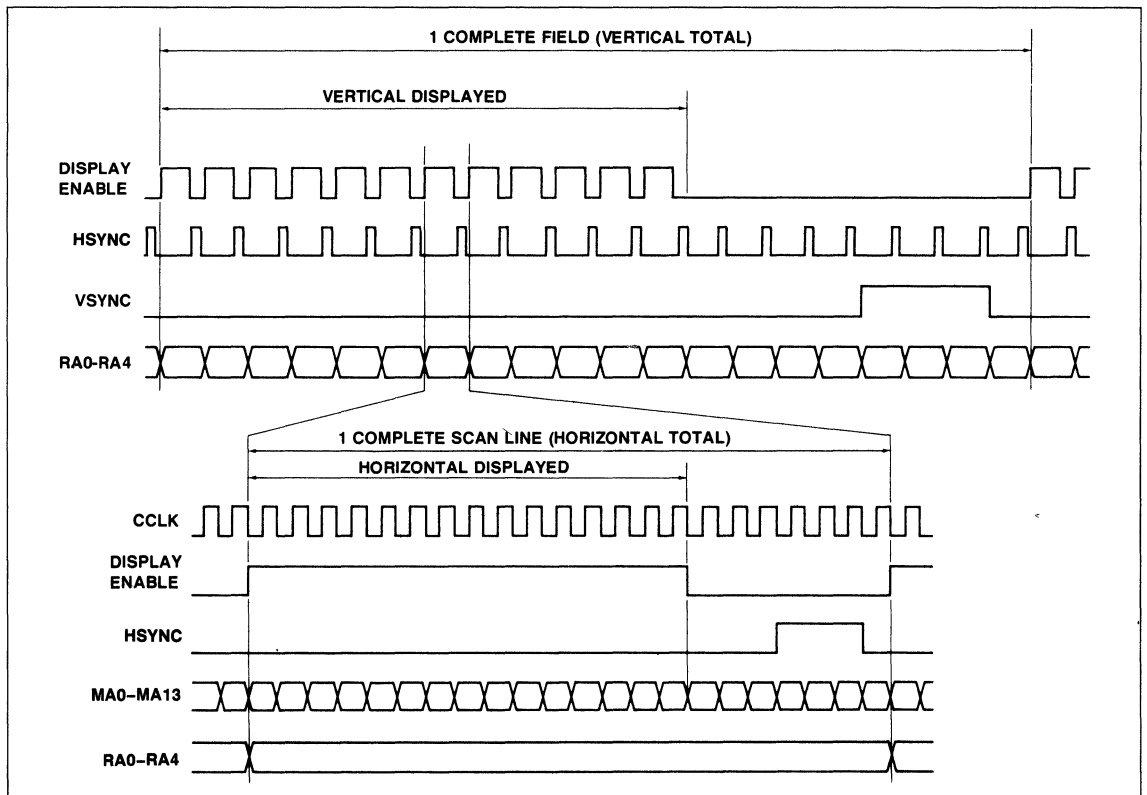 1 COMPLETE FIELD (VERTICAL TOTAL)
VERTICAL DISPLAYED
DISPLAY
ENABLE
HSYNC
VSYNC
RA0-RA4
1 COMPLETE SCAN LINE (HORIZONTAL TOTAL)
HORIZONTAL DISPLAYED
CCLK
DISPLAY
ENABLE
HSYNC
MA0–MA13
RA0–RA4